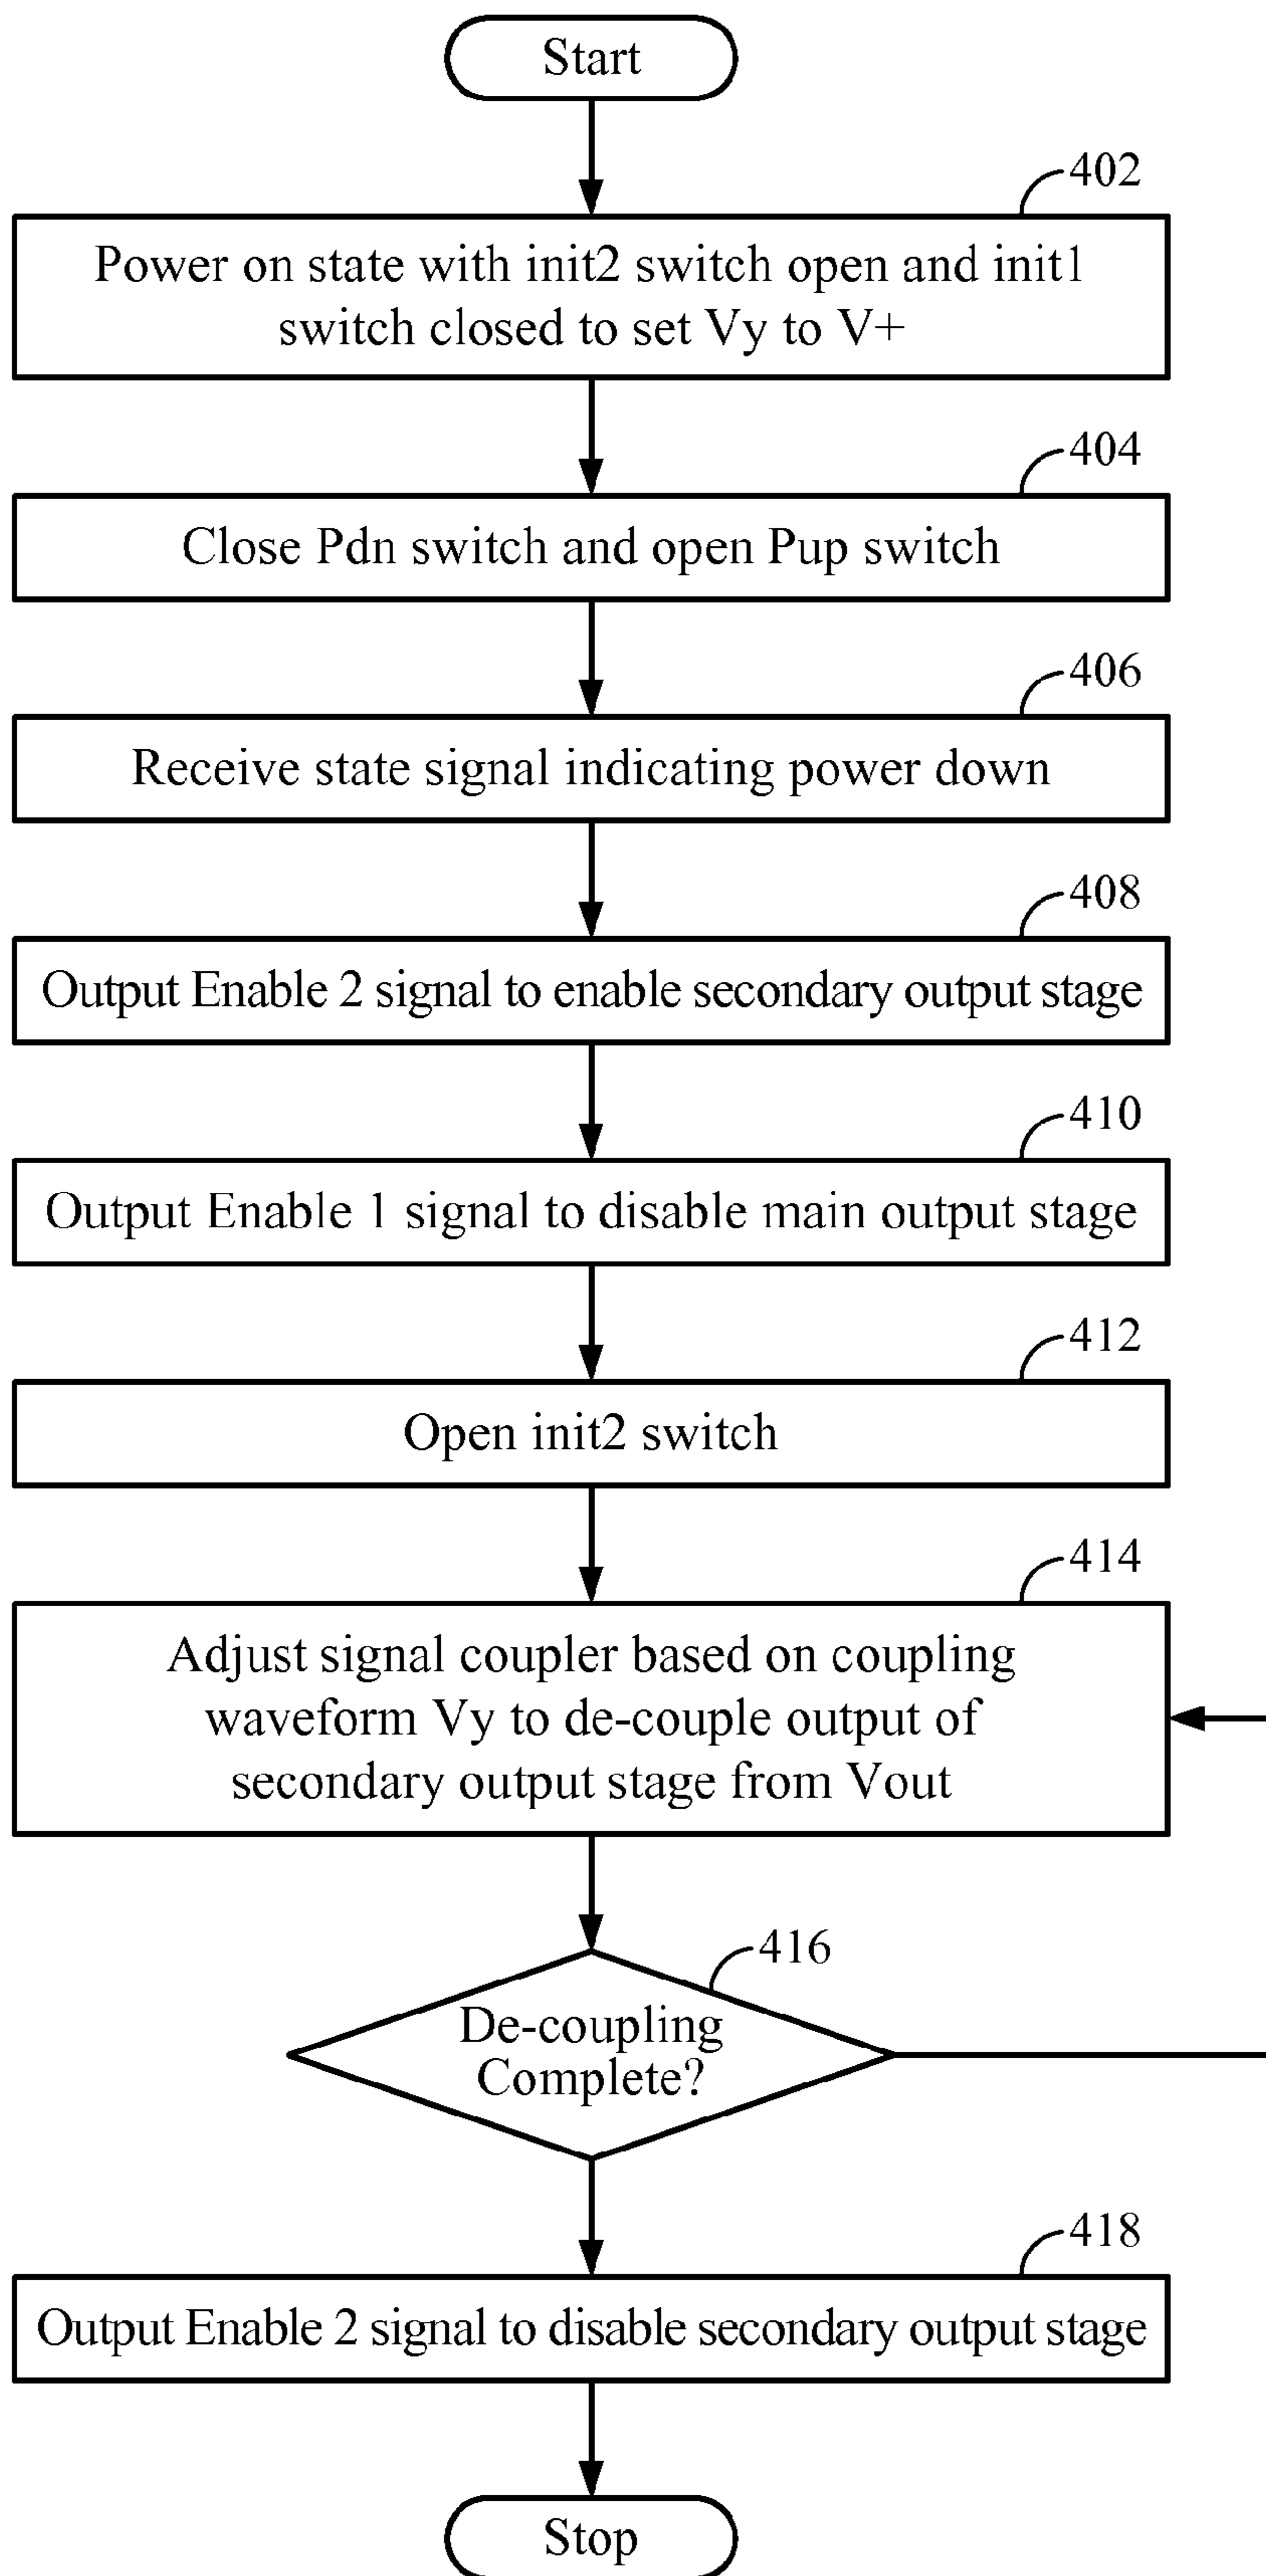 Start
402
Power on state with init2 switch open and init1
switch closed to set Vy to V+
404
Close Pdn switch and open Pup switch
406
Receive state signal indicating power down
408
Output Enable 2 signal to enable secondary output stage
410
Output Enable 1 signal to disable main output stage
412
Open init2 switch
414
Adjust signal coupler based on coupling
waveform Vy to de-couple output of
secondary output stage from Vout
416
De-coupling
Complete?
418
Output Enable 2 signal to disable secondary output stage
Stop